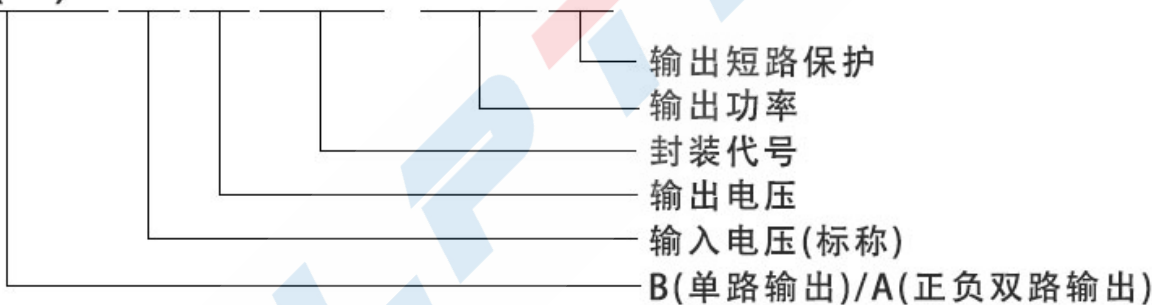 输出短路保护
输出功率
封装代号
输出电压
输入电压(标称)
B(单路输出)/A(正负双路输出)